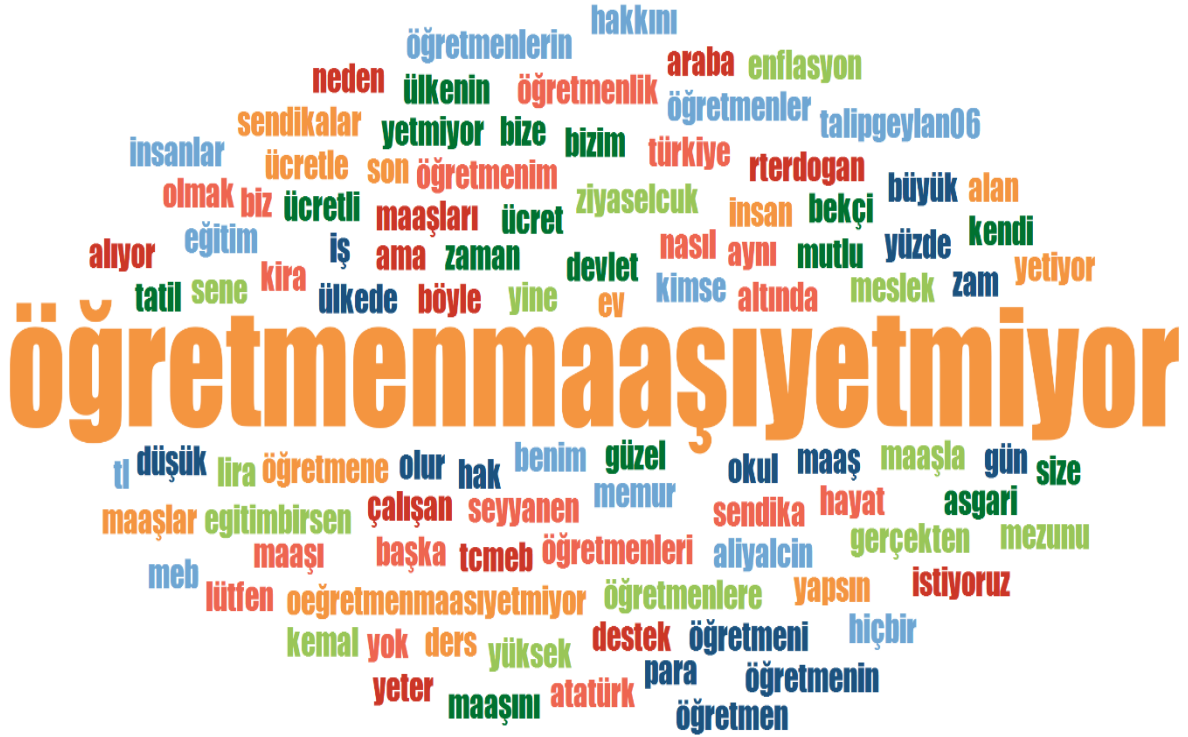 hakkını
öğretmenlerin
araba enflasyon
neden ülkenin öğretmenlik
öğretmenler talipgeylan06
sendikalar yetmiyor bize bizim
insanlar ücretle son öğretmenim türkiye rterdogan
olmak biz ücretli maaşları ücret ziyaselcuk insan bekçi büyük alan
alıyor eğitim iş ama zaman nasıl aynı mutlu yüzde kendi
tatil sene kira ülkede böyle yine devlet ev kimse altında meslek zam yetiyor
öğretmenmaaşıyetmiyor
tl düşük lira öğretmene olur hak benim güzel okul maaş maaşla gün size
maaşlar egitimbirsen çalışan seyyanen memur sendika hayat asgari
maaşı başka tcmeb öğretmenleri aliyalcin gerçekten mezunu
meb lütfen oeğretmenmaasıyetmiyor öğretmenlere yapsın istiyoruz
kemal yok ders yüksek destek öğretmeni hiçbir
yeter maaşını atatürk para öğretmenin
öğretmen